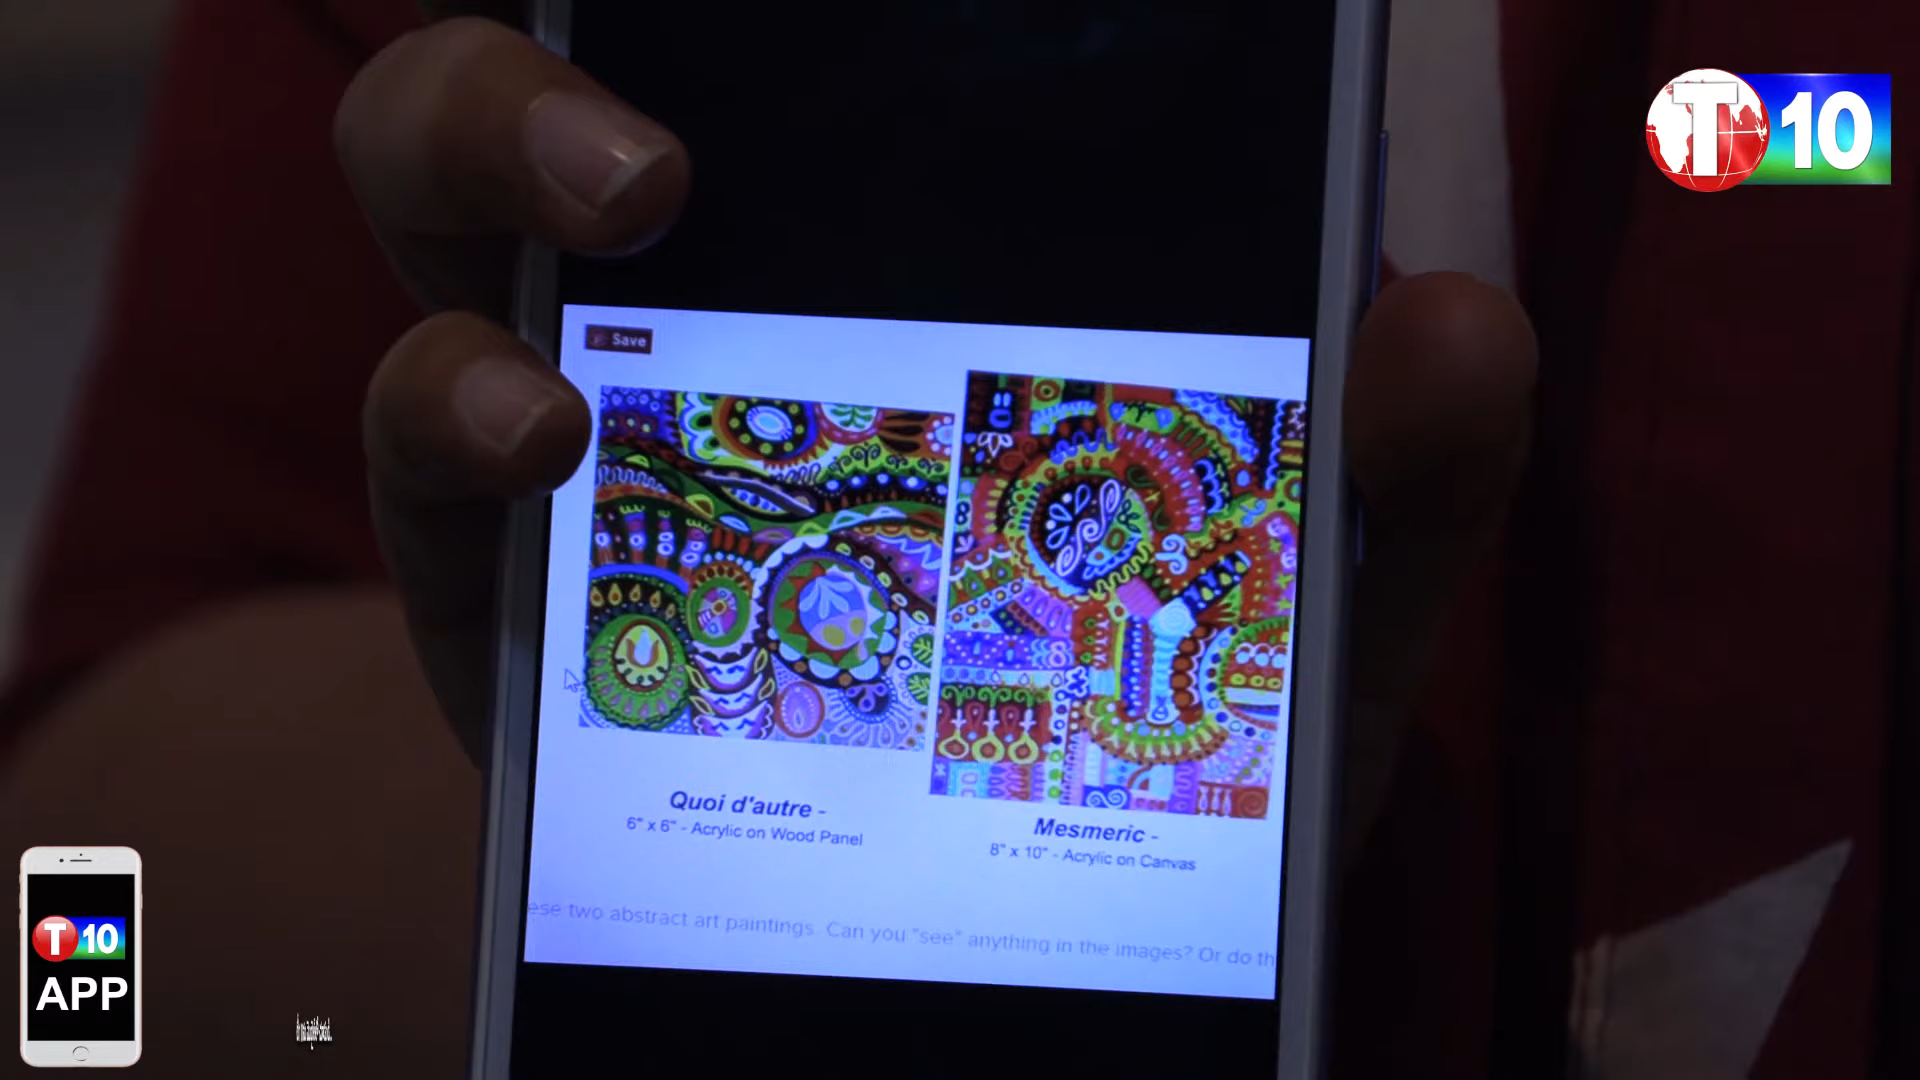 T 10
Save
Quoi d'autre -
6" x 6" - Acrylic on Wood Panel
Mesmeric -
8" x 10" - Acrylic on Canvas
ese two abstract art paintings. Can you "see" anything in the images? Or do th
T 10
APP